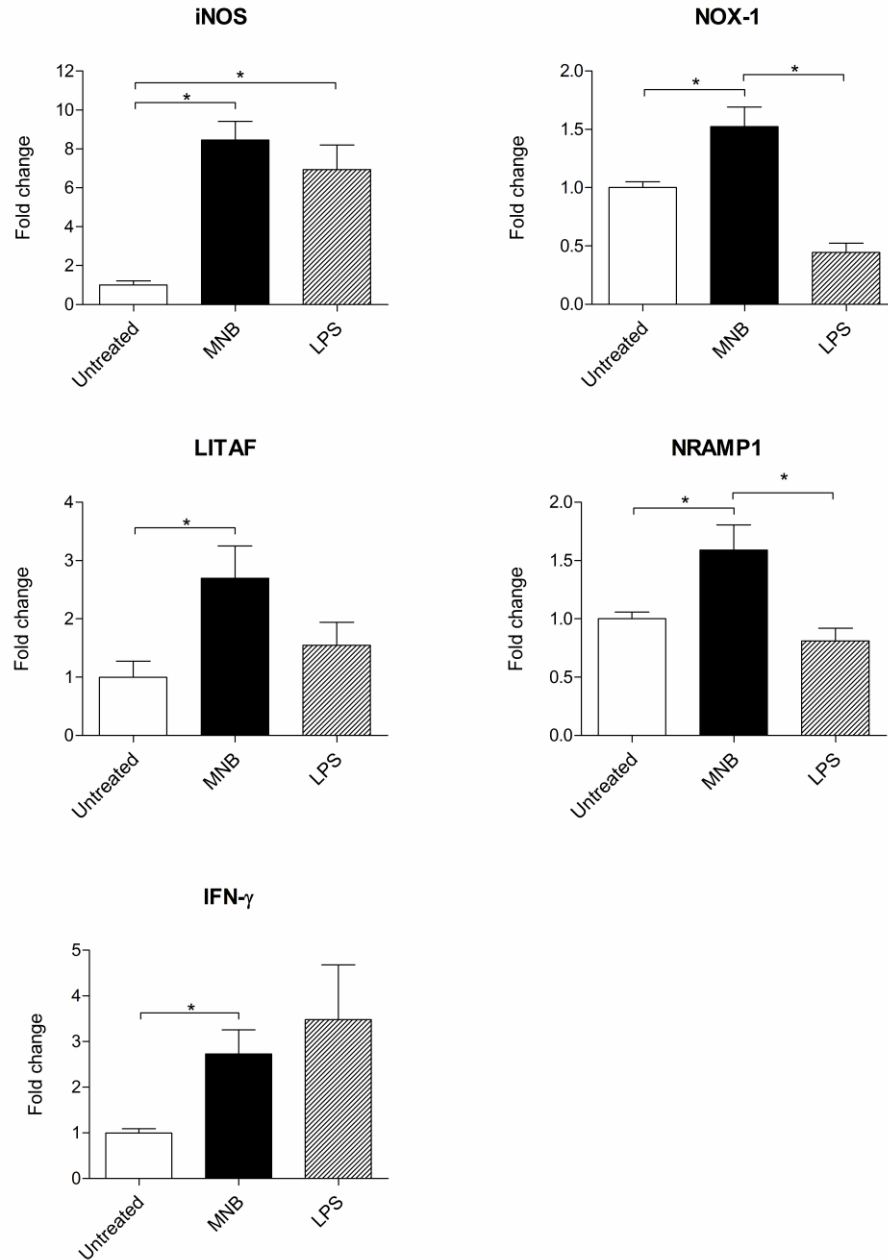 iNOS
Fold change
12
10
8
6
4
2
0
*
*
Untreated
MNB
LPS
NOX-1
Fold change
2.0
1.5
1.0
0.5
0.0
*
*
Untreated
MNB
LPS
LITAF
Fold change
4
3
2
1
0
*
Untreated
MNB
LPS
NRAMP1
Fold change
2.0
1.5
1.0
0.5
0.0
*
*
Untreated
MNB
LPS
IFN-γ
Fold change
5
4
3
2
1
0
*
Untreated
MNB
LPS